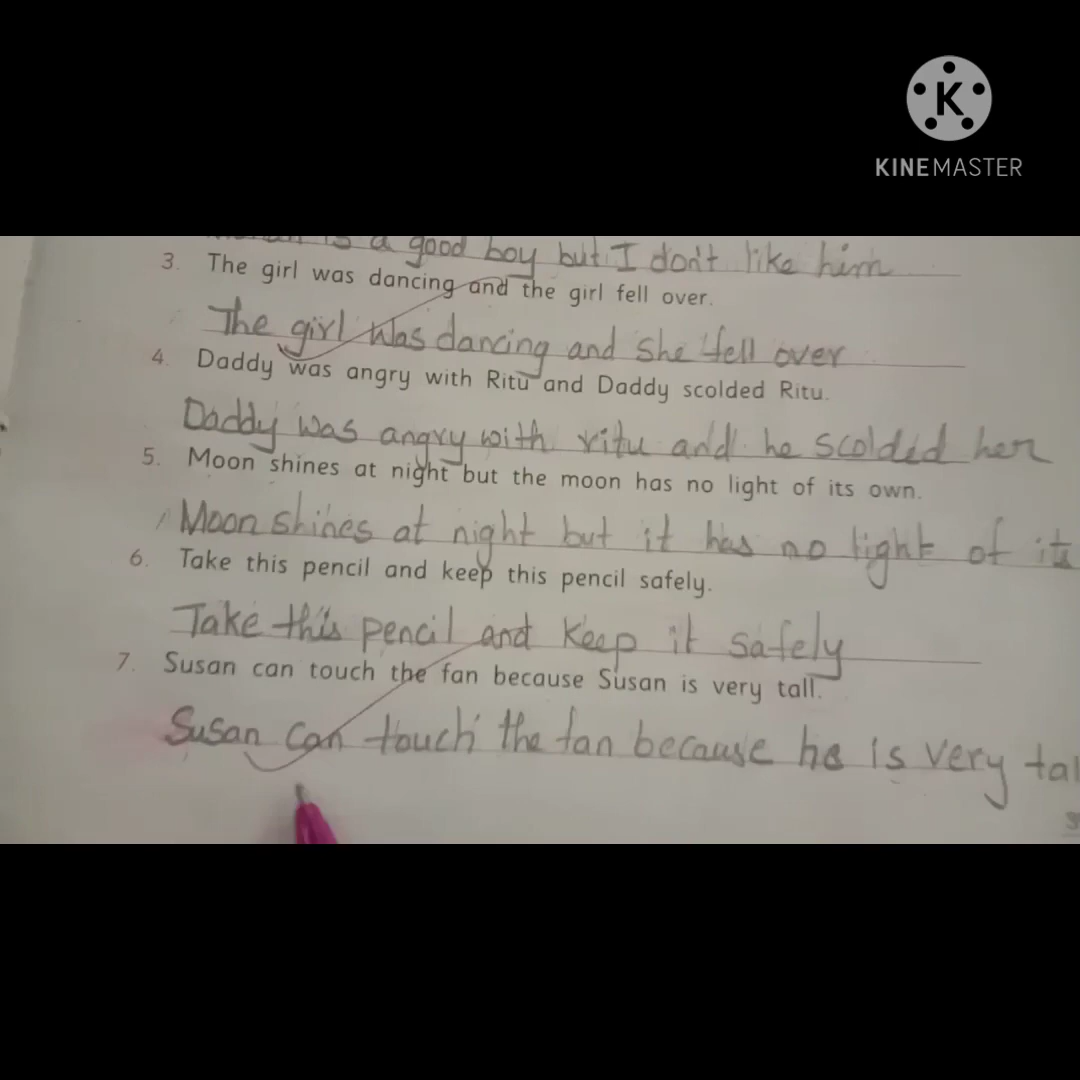 KINEMASTER
is a good boy but I don't like him
3. The girl was dancing and the girl fell over.
The girl was dancing and she fell over
4. Daddy was angry with Ritu and Daddy scolded Ritu.
Daddy was angry with ritu and he scolded her
5. Moon shines at night but the moon has no light of its own.
Moon shines at night but it has no light of its
6. Take this pencil and keep this pencil safely.
Take this pencil and keep it safely
7. Susan can touch the fan because Susan is very tall.
Susan can touch the fan because he is very tal